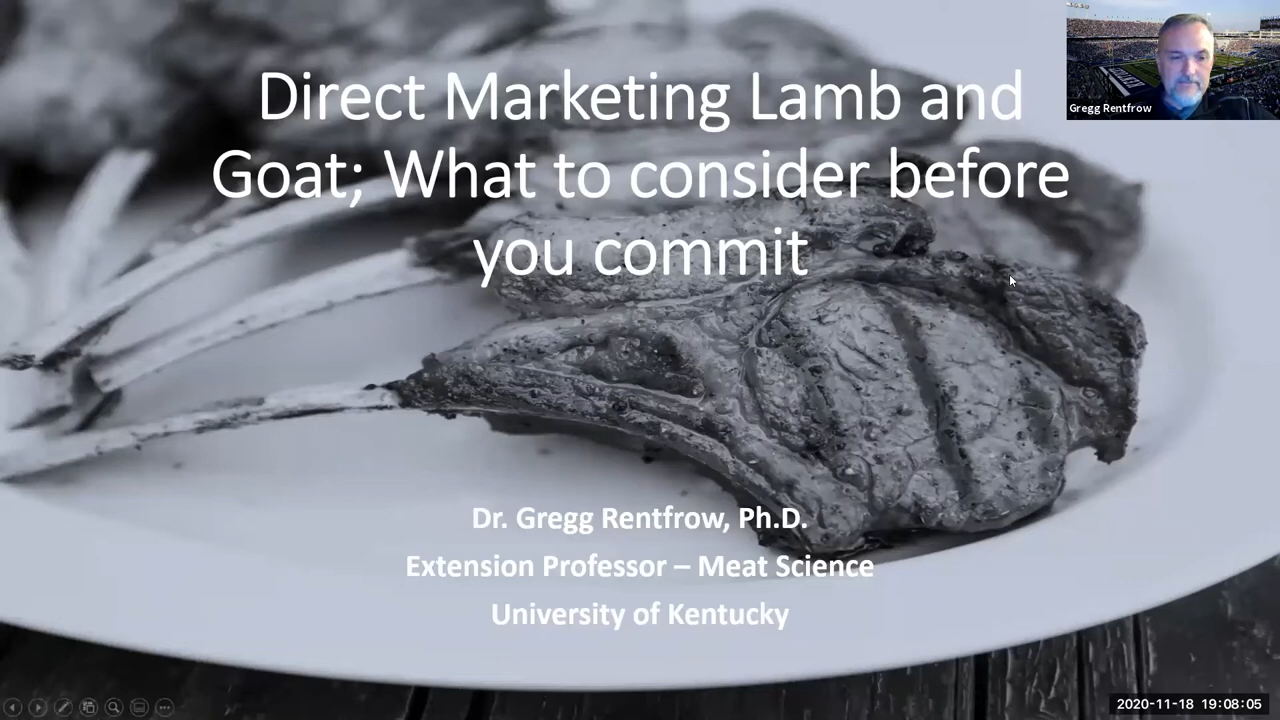 Direct Marketing Lamb and
Goat; What to consider before
you commit
Gregg Rentfrow
Dr. Gregg Rentfrow, Ph.D.
Extension Professor – Meat Science
University of Kentucky
2020-11-18 19:08:05